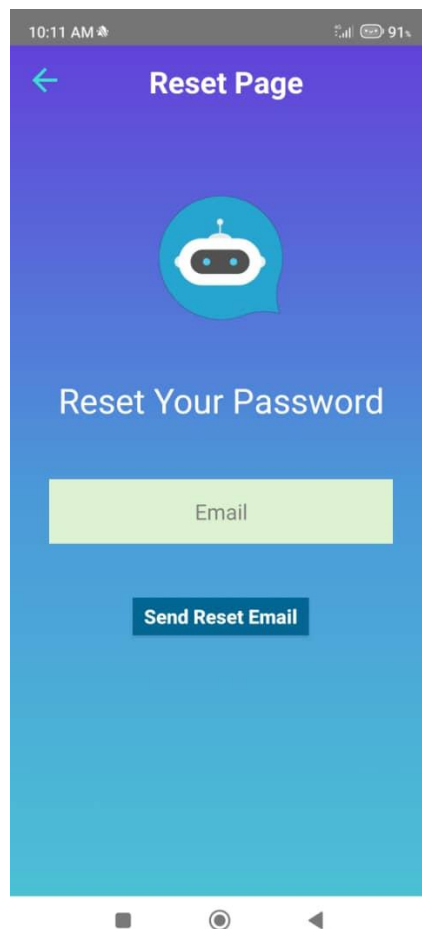 10:11 AM 91%
Reset Page
Reset Your Password
Email
Send Reset Email